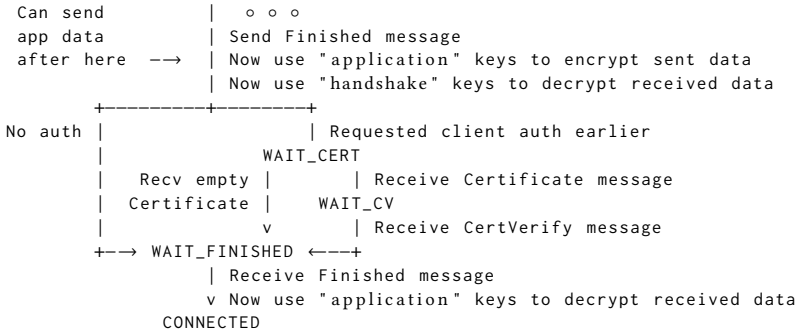 Can send | ○ ○ ○
app data | Send Finished message
after here −−→ | Now use "application" keys to encrypt sent data
| Now use "handshake" keys to decrypt received data
+−−−−−−−−−+−−−−−−−−+
No auth | | Requested client auth earlier
| WAIT_CERT
| Recv empty | | Receive Certificate message
| Certificate | WAIT_CV
| v | Receive CertVerify message
+−−→ WAIT_FINISHED ←−−−+
| Receive Finished message
v Now use "application" keys to decrypt received data
CONNECTED